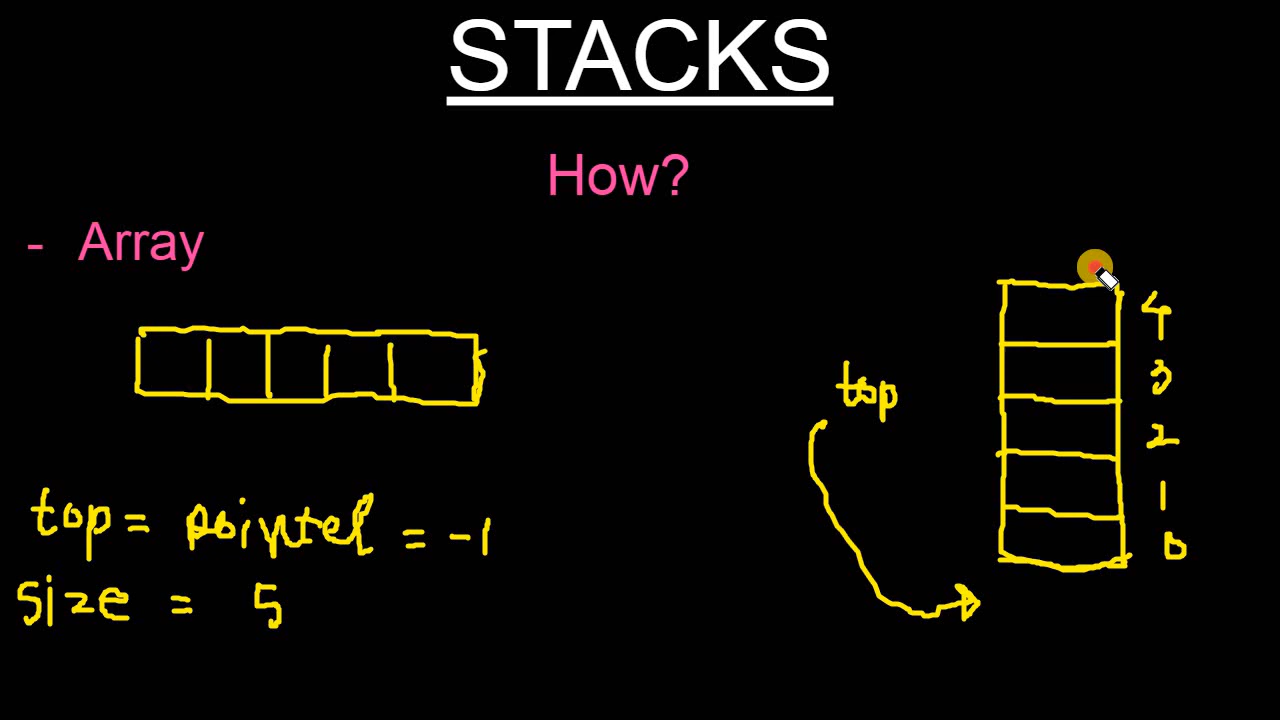 STACKS
How?
- Array
top
4
3
2
1
0
top = pointer = -1
size = 5